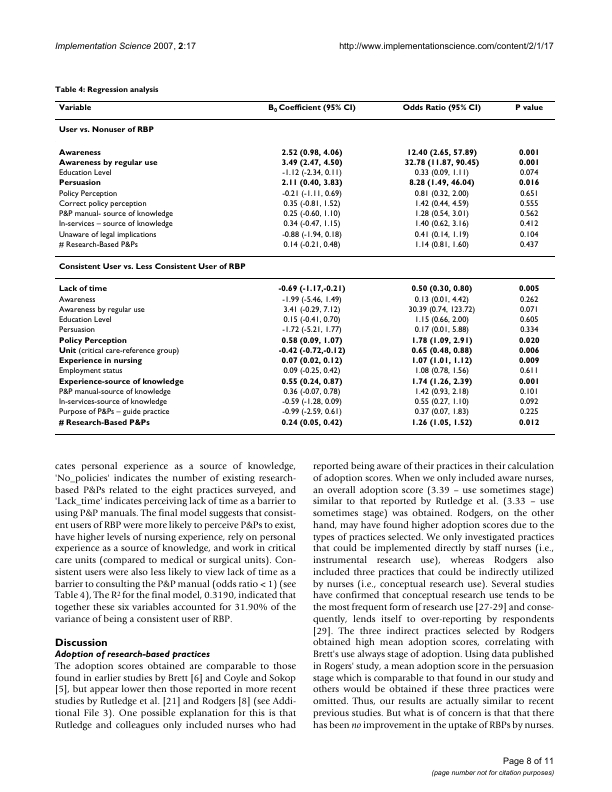 Implementation Science 2007, 2:17 http://www.implementationscience.com/content/2/1/17
Table 4: Regression analysis
Variable B0 Coefficient (95% CI) Odds Ratio (95% CI) P value
User vs. Nonuser of RBP
Awareness 2.52 (0.98, 4.06) 12.40 (2.65, 57.89) 0.001
Awareness by regular use 3.49 (2.47, 4.50) 32.78 (11.87, 90.45) 0.001
Education Level -1.12 (-2.34, 0.11) 0.33 (0.09, 1.11) 0.074
Persuasion 2.11 (0.40, 3.83) 8.28 (1.49, 46.04) 0.016
Policy Perception -0.21 (-1.11, 0.69) 0.81 (0.32, 2.00) 0.651
Correct policy perception 0.35 (-0.81, 1.52) 1.42 (0.44, 4.59) 0.555
P&P manual- source of knowledge 0.25 (-0.60, 1.10) 1.28 (0.54, 3.01) 0.562
In-services – source of knowledge 0.34 (-0.47, 1.15) 1.40 (0.62, 3.16) 0.412
Unaware of legal implications -0.88 (-1.94, 0.18) 0.41 (0.14, 1.19) 0.104
# Research-Based P&Ps 0.14 (-0.21, 0.48) 1.14 (0.81, 1.60) 0.437
Consistent User vs. Less Consistent User of RBP
Lack of time -0.69 (-1.17,-0.21) 0.50 (0.30, 0.80) 0.005
Awareness -1.99 (-5.46, 1.49) 0.13 (0.01, 4.42) 0.262
Awareness by regular use 3.41 (-0.29, 7.12) 30.39 (0.74, 123.72) 0.071
Education Level 0.15 (-0.41, 0.70) 1.15 (0.66, 2.00) 0.605
Persuasion -1.72 (-5.21, 1.77) 0.17 (0.01, 5.88) 0.334
Policy Perception 0.58 (0.09, 1.07) 1.78 (1.09, 2.91) 0.020
Unit (critical care-reference group) -0.42 (-0.72,-0.12) 0.65 (0.48, 0.88) 0.006
Experience in nursing 0.07 (0.02, 0.12) 1.07 (1.01, 1.12) 0.009
Employment status 0.09 (-0.25, 0.42) 1.08 (0.78, 1.56) 0.611
Experience-source of knowledge 0.55 (0.24, 0.87) 1.74 (1.26, 2.39) 0.001
P&P manual-source of knowledge 0.36 (-0.07, 0.78) 1.42 (0.93, 2.18) 0.101
In-services-source of knowledge -0.59 (-1.28, 0.09) 0.55 (0.27, 1.10) 0.092
Purpose of P&Ps – guide practice -0.99 (-2.59, 0.61) 0.37 (0.07, 1.83) 0.225
# Research-Based P&Ps 0.24 (0.05, 0.42) 1.26 (1.05, 1.52) 0.012
cates personal experience as a source of knowledge,
'No_policies' indicates the number of existing research-
based P&Ps related to the eight practices surveyed, and
'Lack_time' indicates perceiving lack of time as a barrier to
using P&P manuals. The final model suggests that consist-
ent users of RBP were more likely to perceive P&Ps to exist,
have higher levels of nursing experience, rely on personal
experience as a source of knowledge, and work in critical
care units (compared to medical or surgical units). Con-
sistent users were also less likely to view lack of time as a
barrier to consulting the P&P manual (odds ratio < 1) (see
Table 4), The R2 for the final model, 0.3190, indicated that
together these six variables accounted for 31.90% of the
variance of being a consistent user of RBP.
Discussion
Adoption of research-based practices
The adoption scores obtained are comparable to those
found in earlier studies by Brett [6] and Coyle and Sokop
[5], but appear lower then those reported in more recent
studies by Rutledge et al. [21] and Rodgers [8] (see Addi-
tional File 3). One possible explanation for this is that
Rutledge and colleagues only included nurses who had
reported being aware of their practices in their calculation
of adoption scores. When we only included aware nurses,
an overall adoption score (3.39 – use sometimes stage)
similar to that reported by Rutledge et al. (3.33 – use
sometimes stage) was obtained. Rodgers, on the other
hand, may have found higher adoption scores due to the
types of practices selected. We only investigated practices
that could be implemented directly by staff nurses (i.e.,
instrumental research use), whereas Rodgers also
included three practices that could be indirectly utilized
by nurses (i.e., conceptual research use). Several studies
have confirmed that conceptual research use tends to be
the most frequent form of research use [27-29] and conse-
quently, lends itself to over-reporting by respondents
[29]. The three indirect practices selected by Rodgers
obtained high mean adoption scores, correlating with
Brett's use always stage of adoption. Using data published
in Rogers' study, a mean adoption score in the persuasion
stage which is comparable to that found in our study and
others would be obtained if these three practices were
omitted. Thus, our results are actually similar to recent
previous studies. But what is of concern is that that there
has been no improvement in the uptake of RBPs by nurses.
Page 8 of 11
(page number not for citation purposes)